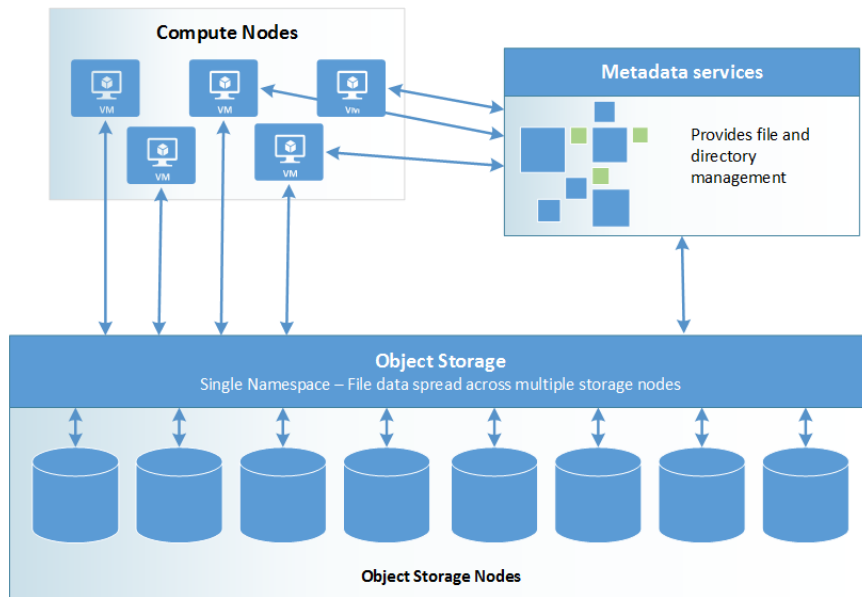 Compute Nodes
VM
VM
VM
VM
VM
Metadata services
Provides file and
directory
management
Object Storage
Single Namespace – File data spread across multiple storage nodes
Object Storage Nodes